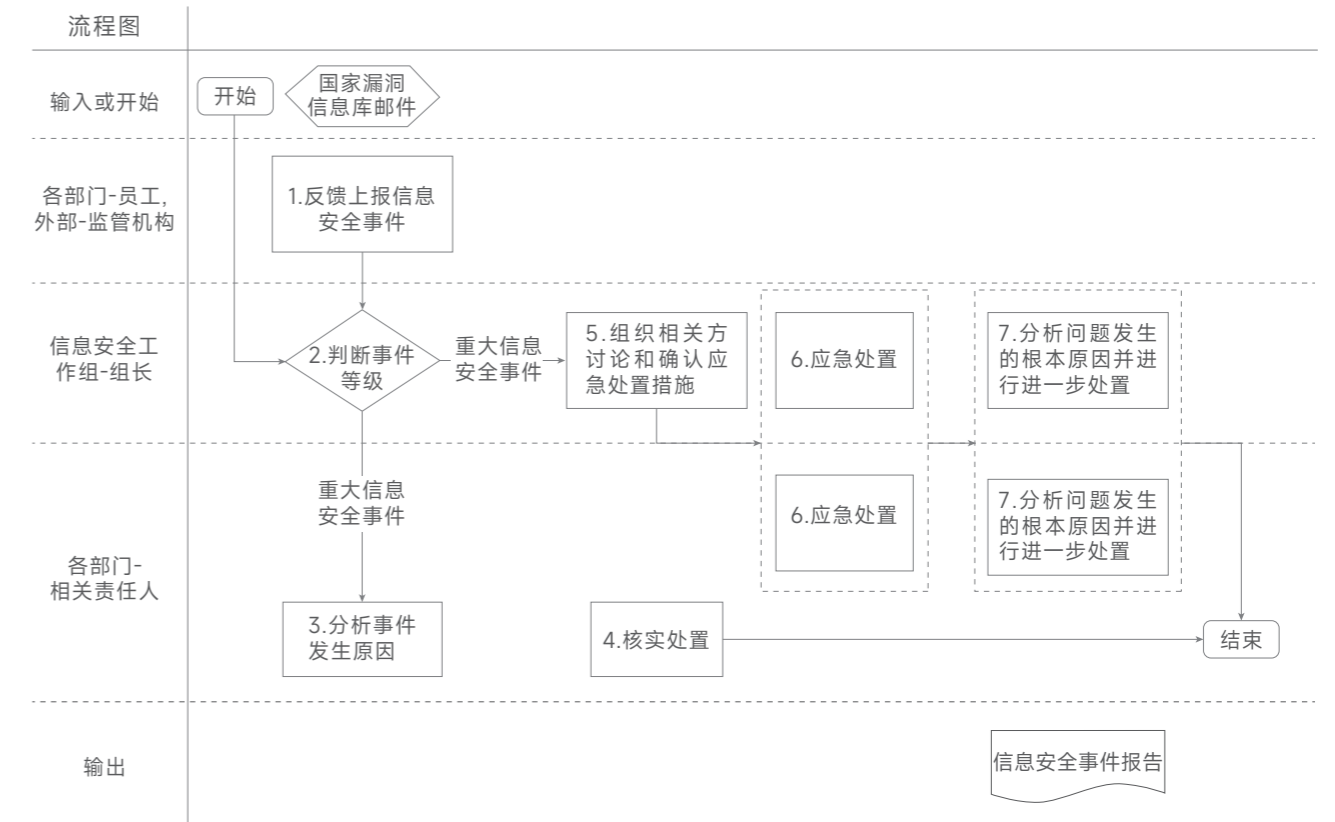 流程图
输入或开始
开始
国家漏洞
信息库邮件
各部门-员工,
外部-监管机构
1.反馈上报信息
安全事件
信息安全工
作组-组长
2.判断事件
等级
重大信息
安全事件
5.组织相关方
讨论和确认应
急处置措施
6.应急处置
7.分析问题发生
的根本原因并进
行进一步处置
各部门-
相关责任人
重大信息
安全事件
6.应急处置
7.分析问题发生
的根本原因并进
行进一步处置
3.分析事件
发生原因
4.核实处置
结束
输出
信息安全事件报告